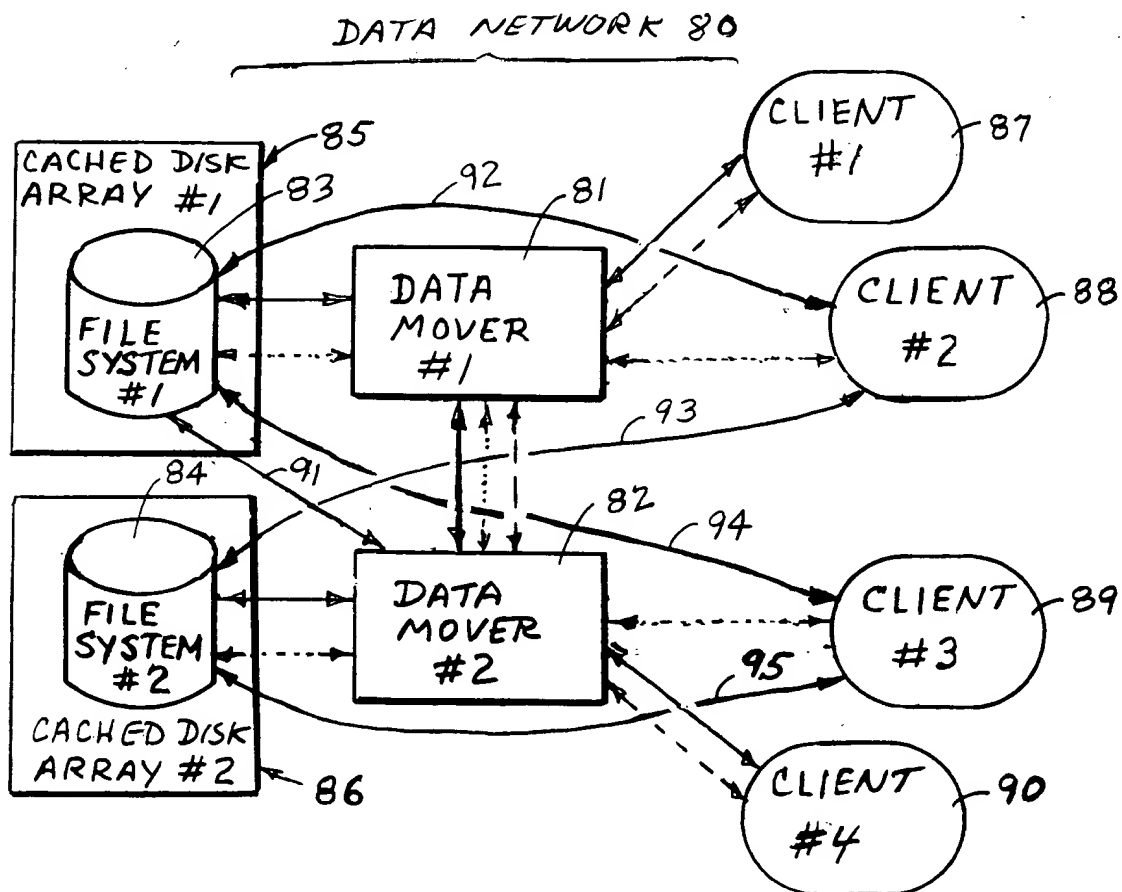 DATA NETWORK 80
CACHED DISK
ARRAY #1
85
83
FILE
SYSTEM
#1
92
81
DATA
MOVER
#1
CLIENT
#1
87
CLIENT
#2
88
93
91
84
FILE
SYSTEM
#2
CACHED DISK
ARRAY #2
86
82
DATA
MOVER
#2
94
95
CLIENT
#3
89
CLIENT
#4
90